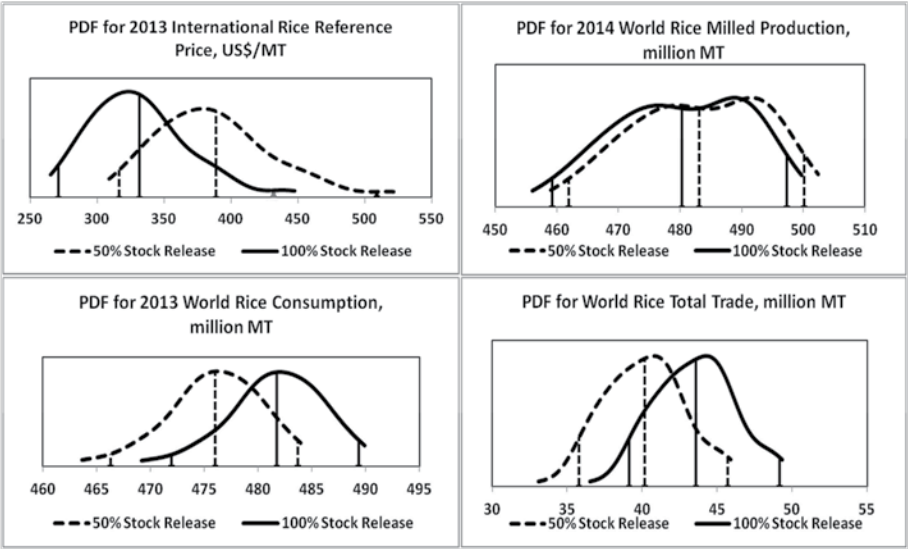 PDF for 2013 International Rice Reference
Price, US$/MT
250 300 350 400 450 500 550
50% Stock Release 100% Stock Release
PDF for 2014 World Rice Milled Production,
million MT
450 460 470 480 490 500 510
50% Stock Release 100% Stock Release
PDF for 2013 World Rice Consumption,
million MT
460 465 470 475 480 485 490 495
50% Stock Release 100% Stock Release
PDF for World Rice Total Trade, million MT
30 35 40 45 50 55
50% Stock Release 100% Stock Release